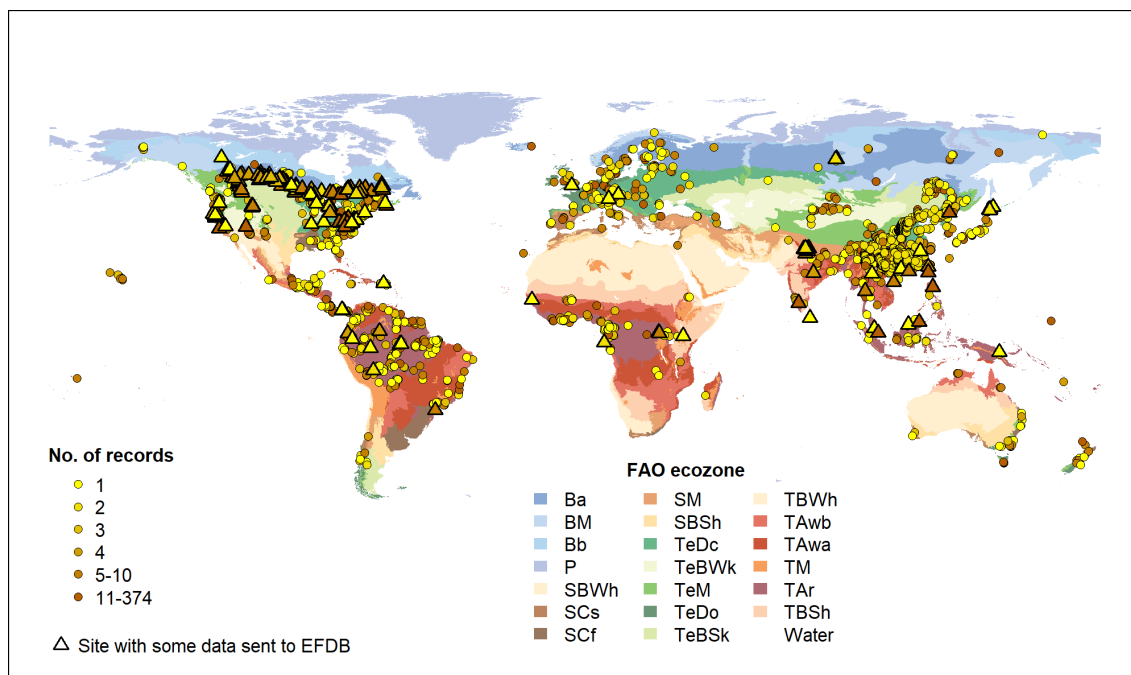 No. of records
1
2
3
4
5-10
11-374
Site with some data sent to EFDB
FAO ecozone
Ba
BM
Bb
P
SBWh
SCs
SCf
SM
SBSh
TeDc
TeBWk
TeM
TeDo
TeBSk
TBWh
TAwb
TAwa
TM
TAr
TBSh
Water